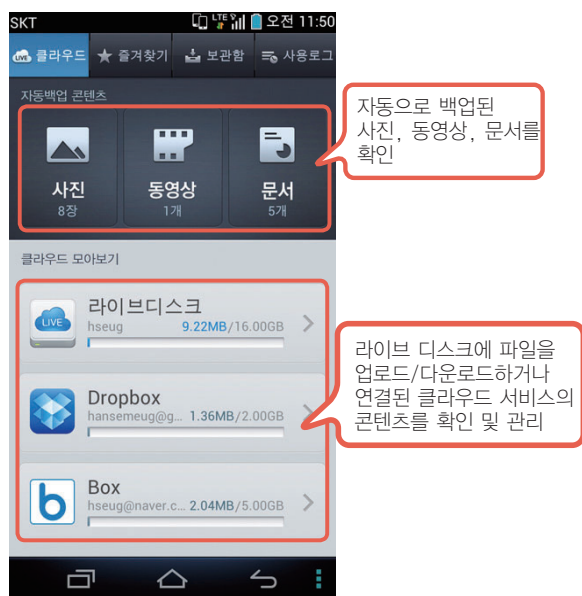 SKT LTE 오전 11:50
LIVE 클라우드 즐겨찾기 보관함 사용로그
자동백업 콘텐츠
사진 동영상 문서
8장 1개 5개
자동으로 백업된
사진, 동영상, 문서를
확인
클라우드 모아보기
LIVE 라이브디스크
hseug 9.22MB/16.00GB
Dropbox
hansemeug@g... 1.36MB/2.00GB
b Box
hseug@naver.c... 2.04MB/5.00GB
라이브 디스크에 파일을
업로드/다운로드하거나
연결된 클라우드 서비스의
콘텐츠를 확인 및 관리